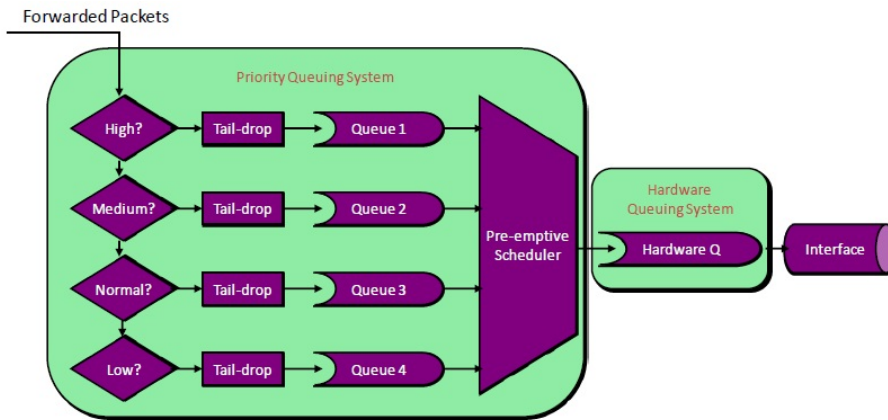 Forwarded Packets
Priority Queuing System
High?
Tail-drop
Queue 1
Medium?
Tail-drop
Queue 2
Normal?
Tail-drop
Queue 3
Low?
Tail-drop
Queue 4
Pre-emptive
Scheduler
Hardware
Queuing System
Hardware Q
Interface